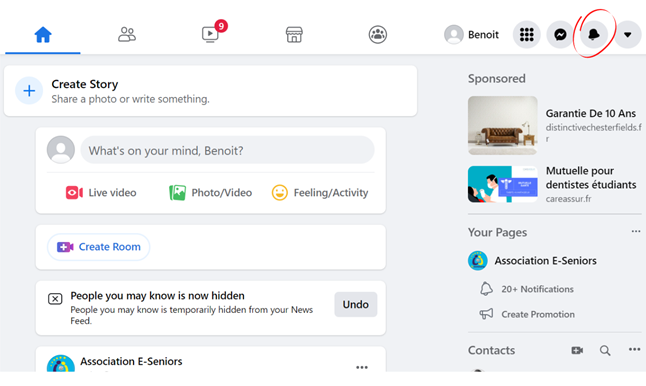 9
Benoit
Create Story
Share a photo or write something.
What's on your mind, Benoit?
Live video
Photo/Video
Feeling/Activity
Create Room
People you may know is now hidden
People you may know is temporarily hidden from your News
Feed.
Undo
Association E-Seniors
Sponsored
Garantie De 10 Ans
distinctivechesterfields.f
r
Mutuelle pour
dentistes étudiants
careassur.fr
Your Pages
Association E-Seniors
20+ Notifications
Create Promotion
Contacts